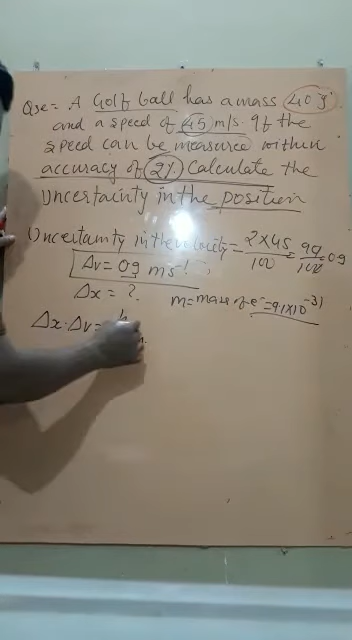 Que= A Golf ball has a mass 40 g
and a speed of 45 m/s. If the
speed can be measured within
accuracy of 2% Calculate the
Uncertainty in the position
Uncertainty in the velocity = 2×45/100 = 90/100 = 0.9
Δv = 0.9 ms⁻¹
Δx = ?
m = mass of e⁻ = 9.1×10⁻³¹
Δx·Δv =